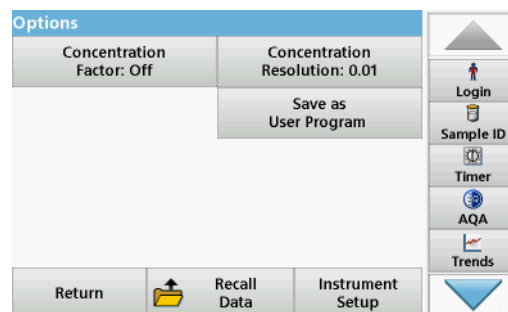 Options
Concentration
Factor: Off
Concentration
Resolution: 0.01
Save as
User Program
Login
Sample ID
Timer
AQA
Trends
Return
Recall
Data
Instrument
Setup